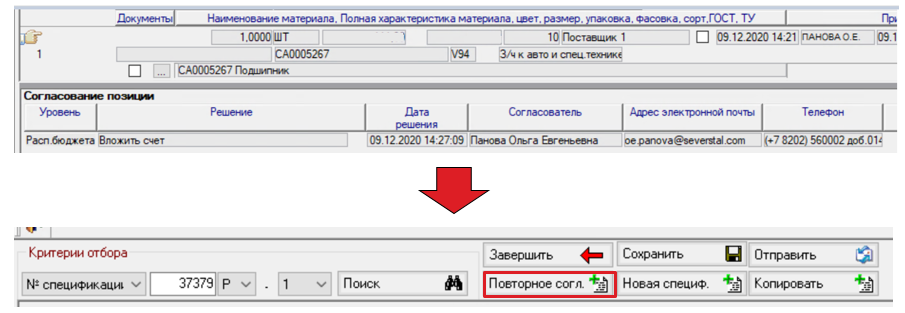 Документы Наименование материала, Полная характеристика материала, цвет, размер, упаковка, фасовка, сорт,ГОСТ, ТУ При
1,0000 ШТ 10 Поставщик 1 09.12.2020 14:21 ПАНОВА О.Е. 09.1
1 СА0005267 V94 З/ч к авто и спец.технике
... СА0005267 Подшипник
Согласование позиции
Уровень Решение Дата решения Согласователь Адрес электронной почты Телефон
Расп.бюджета Вложить счет 09.12.2020 14:27:09 Панова Ольга Евгеньевна oe.panova@severstal.com (+7 8202) 560002 доб.014
Критерии отбора Завершить Сохранить Отправить
№ спецификаци 37379 Р . 1 Поиск Повторное согл. Новая специф. Копировать